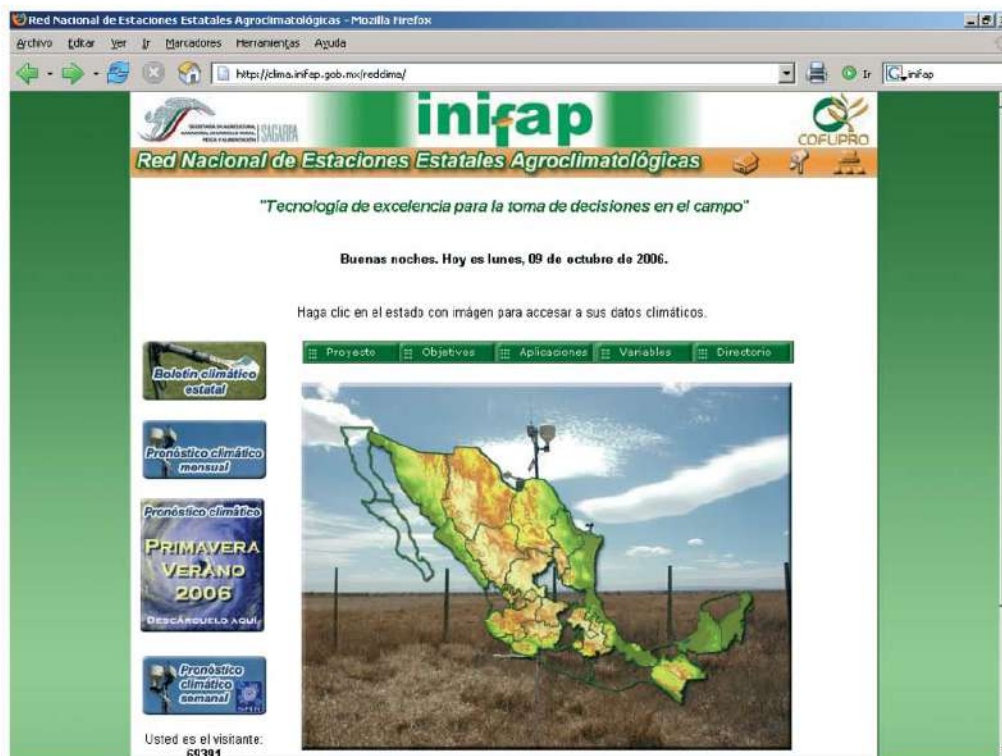 Red Nacional de Estaciones Estatales Agroclimatológicas - Mozilla Firefox
Archivo Editar Ver Ir Marcadores Herramientas Ayuda
http://clima.inifap.gob.mx/redclima/
Ir
inifap
SAGARPA
inifap
COFUPRO
Red Nacional de Estaciones Estatales Agroclimatológicas
"Tecnología de excelencia para la toma de decisiones en el campo"
Buenas noches. Hoy es lunes, 09 de octubre de 2006.
Haga clic en el estado con imágen para accesar a sus datos climáticos.
Proyecto Objetivos Aplicaciones Variables Directorio
Boletín climático
estatal
Pronóstico climático
mensual
Pronóstico climático
PRIMAVERA
VERANO
2006
DESCÁRGUELO AQUÍ
Pronóstico
climático
semanal
Usted es el visitante:
69391